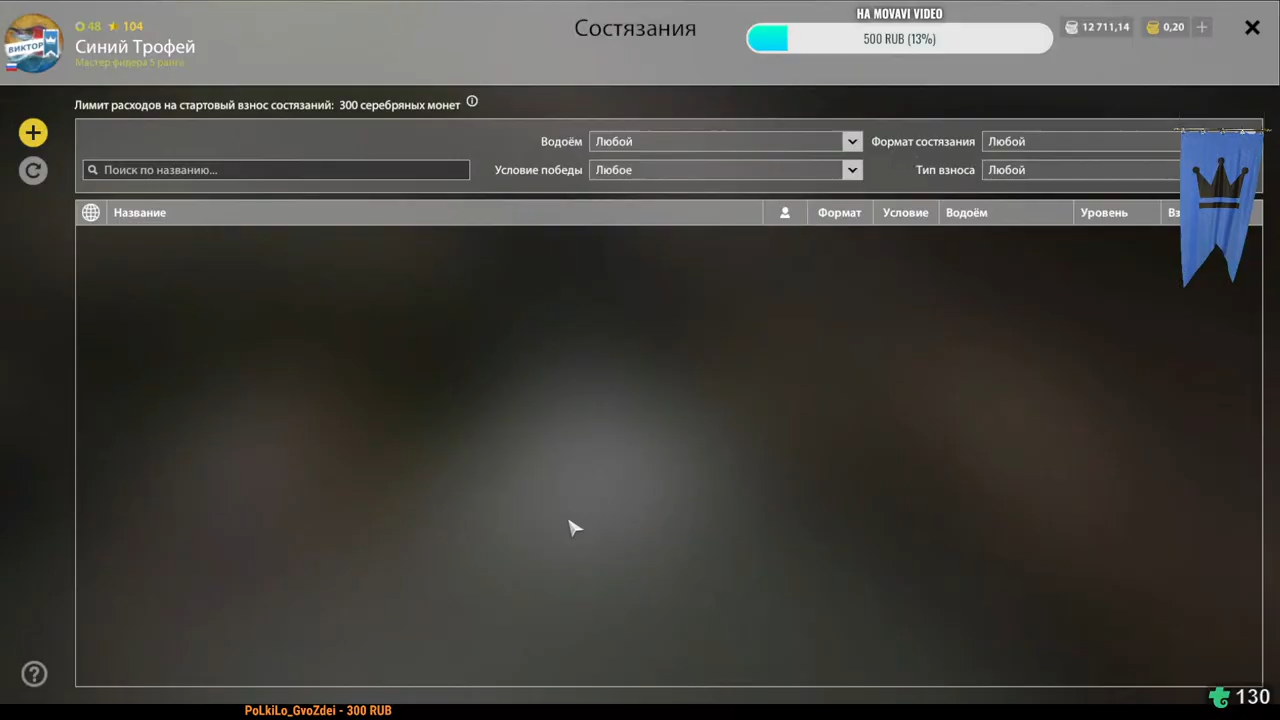 48 104
Синий Трофей
Мастер фидера 5 ранга
ВИКТОР
Состязания
НА MOVAVI VIDEO
500 RUB (13%)
12 711,14
0,20
Лимит расходов на стартовый взнос состязаний: 300 серебряных монет
Водоём
Любой
Формат состязания
Любой
Поиск по названию...
Условие победы
Любое
Тип взноса
Любой
Название
Формат
Условие
Водоём
Уровень
Вз
PoLkiLo_GvoZdei - 300 RUB
130